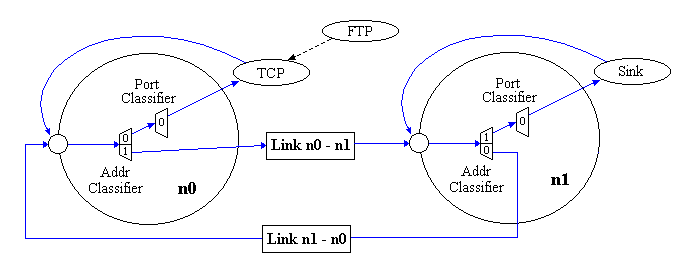 FTP
TCP
Sink
Port
Classifier
0
Port
Classifier
0
0
1
Link n0 - n1
1
0
Addr
Classifier
n0
Addr
Classifier
n1
Link n1 - n0